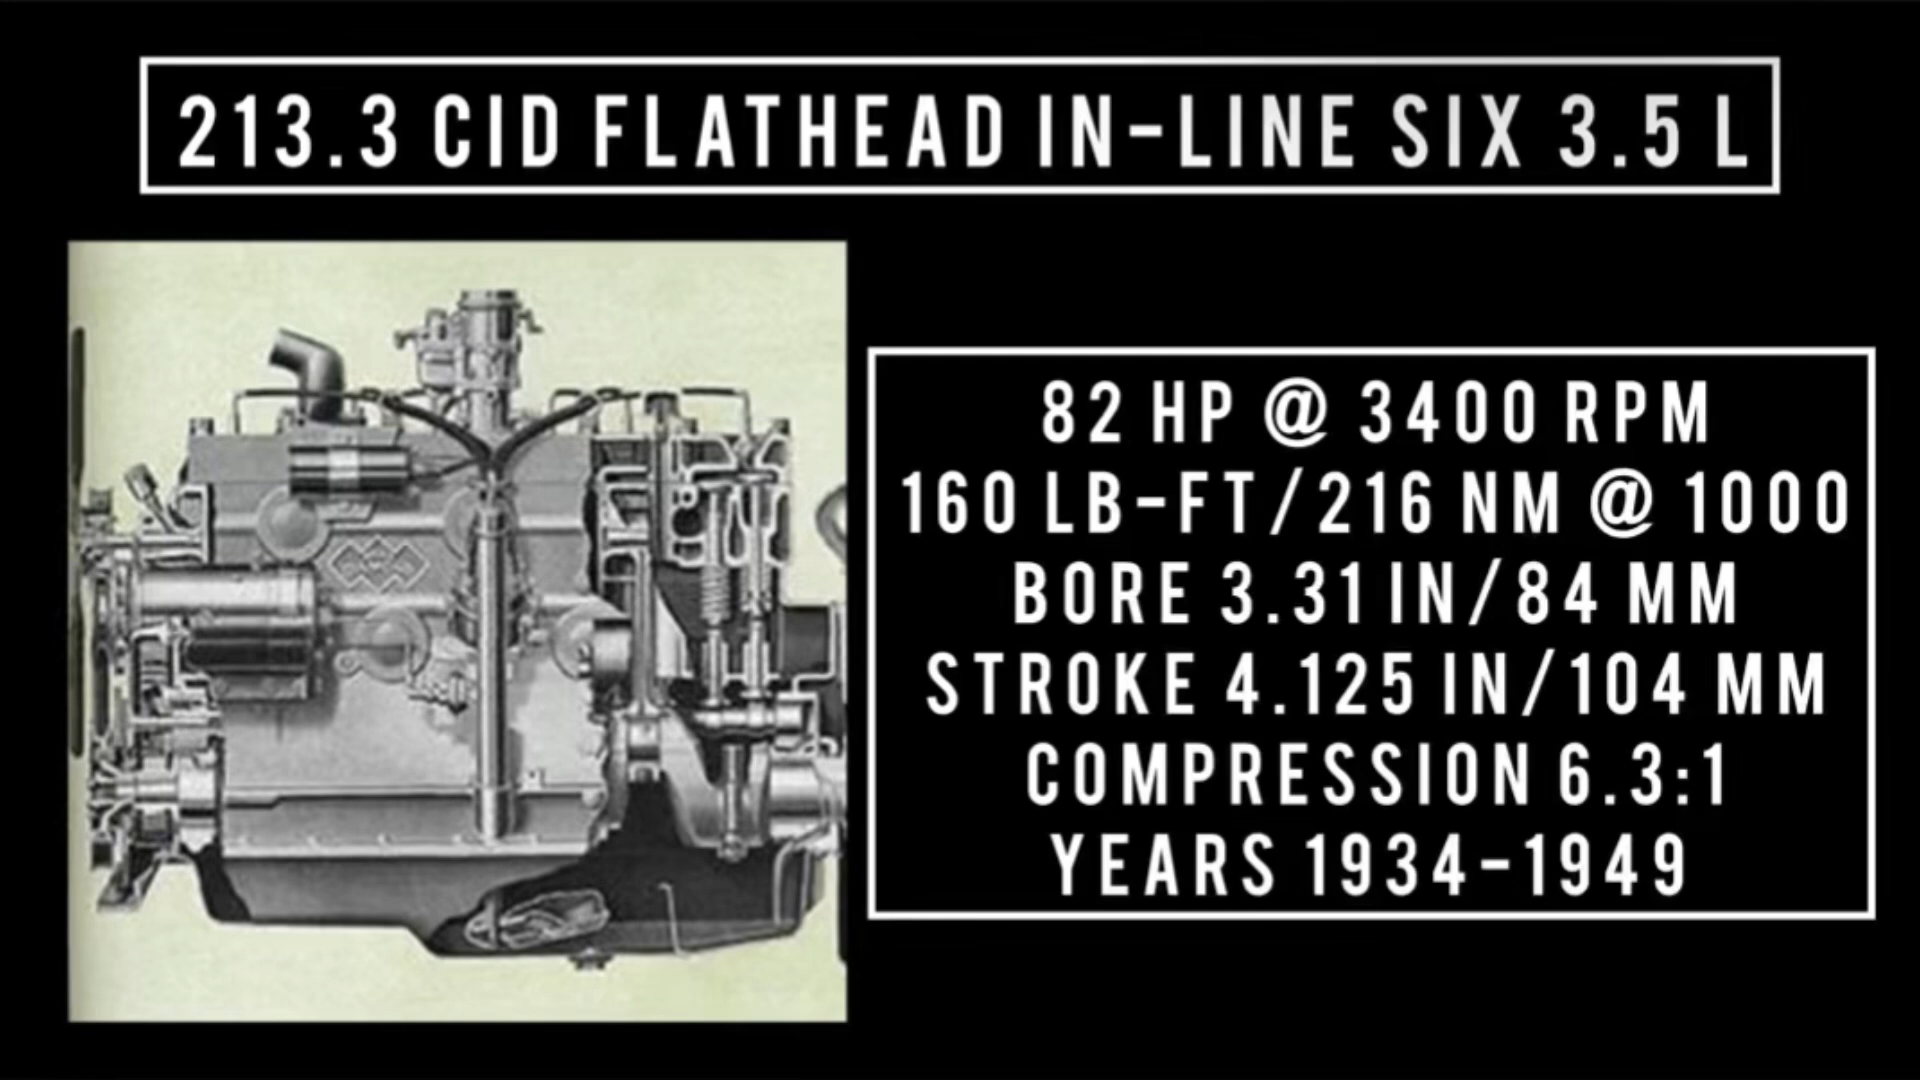 213.3 CID FLATHEAD IN-LINE SIX 3.5 L
82 HP @ 3400 RPM
160 LB-FT/216 NM @ 1000
BORE 3.31 IN/84 MM
STROKE 4.125 IN/104 MM
COMPRESSION 6.3:1
YEARS 1934-1949